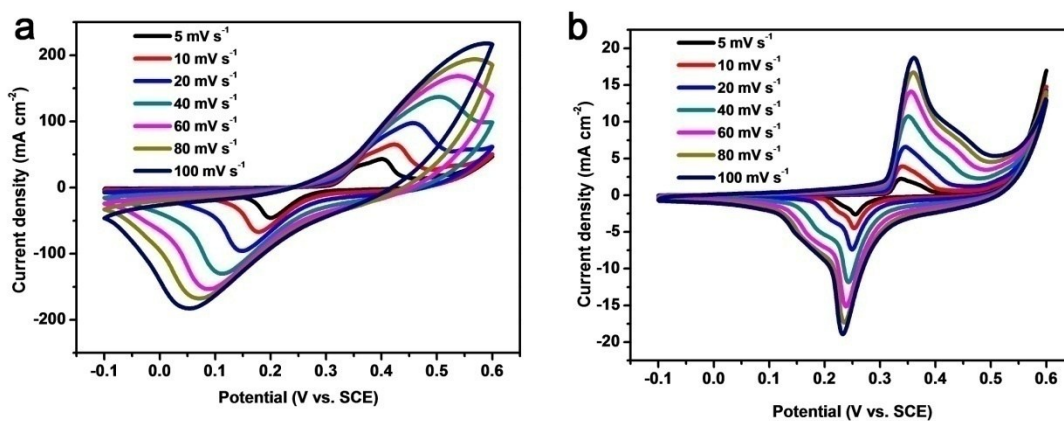 a
5 mV s⁻¹
10 mV s⁻¹
20 mV s⁻¹
40 mV s⁻¹
60 mV s⁻¹
80 mV s⁻¹
100 mV s⁻¹
200
100
0
-100
-200
Current density (mA cm⁻²)
-0.1 0.0 0.1 0.2 0.3 0.4 0.5 0.6
Potential (V vs. SCE)
b
5 mV s⁻¹
10 mV s⁻¹
20 mV s⁻¹
40 mV s⁻¹
60 mV s⁻¹
80 mV s⁻¹
100 mV s⁻¹
20
15
10
5
0
-5
-10
-15
-20
Current density (mA cm⁻²)
-0.1 0.0 0.1 0.2 0.3 0.4 0.5 0.6
Potential (V vs. SCE)